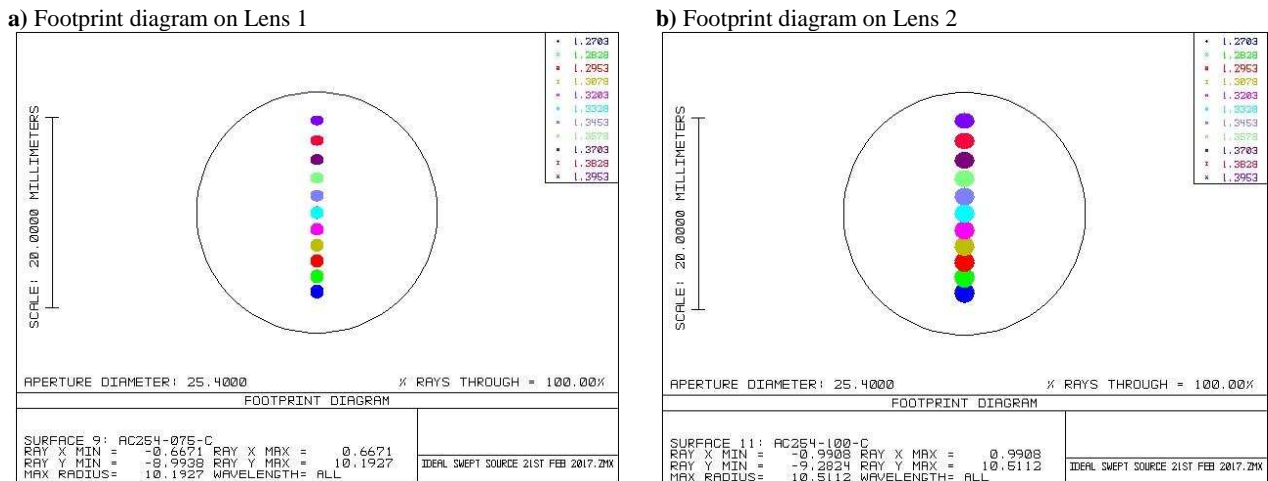 a) Footprint diagram on Lens 1
1.2703
1.2828
1.2953
1.3078
1.3203
1.3328
1.3453
1.3578
1.3703
1.3828
1.3953
SCALE: 20.0000 MILLIMETERS
APERTURE DIAMETER: 25.4000 % RAYS THROUGH = 100.00%
FOOTPRINT DIAGRAM
SURFACE 9: AC254-075-C
RAY X MIN = -0.6671 RAY X MAX = 0.6671
RAY Y MIN = -8.9938 RAY Y MAX = 10.1927
MAX RADIUS= 10.1927 WAVELENGTH= ALL
IDEAL SWEPT SOURCE 21ST FEB 2017.ZMX
b) Footprint diagram on Lens 2
1.2703
1.2828
1.2953
1.3078
1.3203
1.3328
1.3453
1.3578
1.3703
1.3828
1.3953
SCALE: 20.0000 MILLIMETERS
APERTURE DIAMETER: 25.4000 % RAYS THROUGH = 100.00%
FOOTPRINT DIAGRAM
SURFACE 11: AC254-100-C
RAY X MIN = -0.9908 RAY X MAX = 0.9908
RAY Y MIN = -9.2824 RAY Y MAX = 10.5112
MAX RADIUS= 10.5112 WAVELENGTH= ALL
IDEAL SWEPT SOURCE 21ST FEB 2017.ZMX